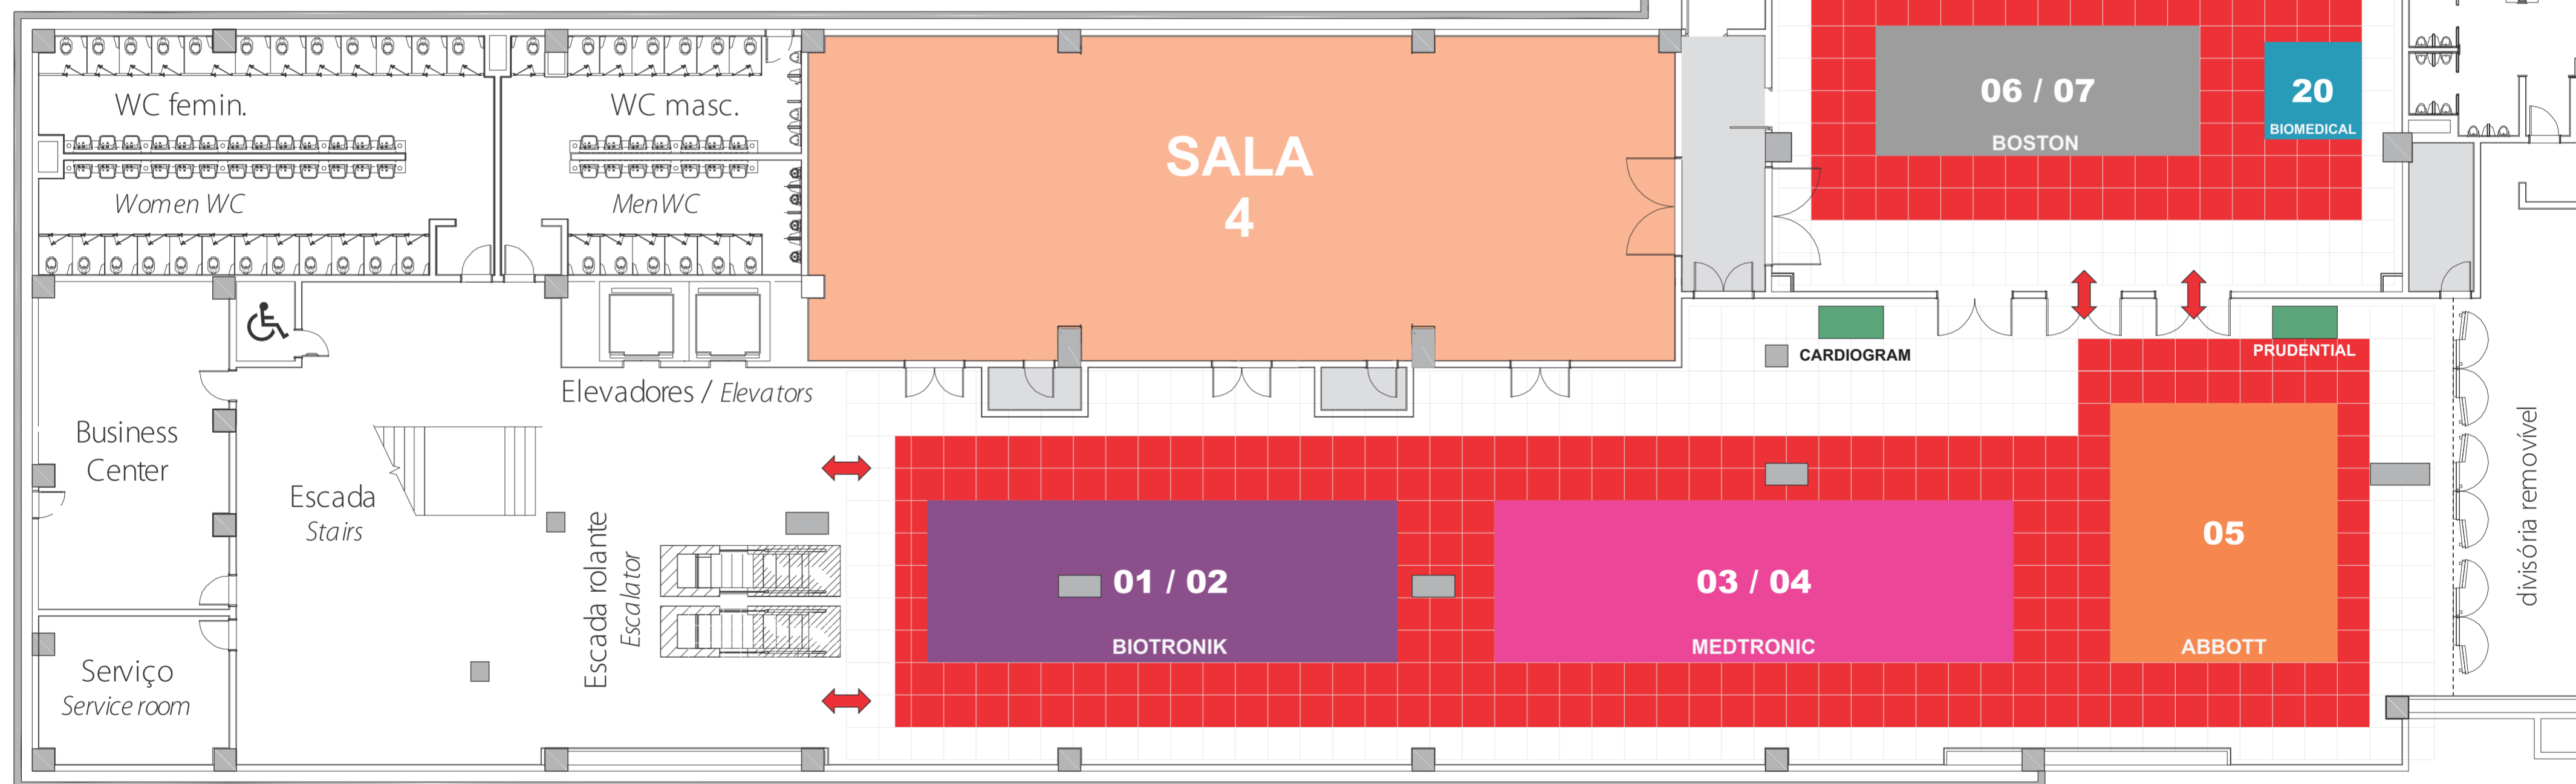 WC femin.
Women WC
WC masc.
Men WC
SALA
4
06 / 07
BOSTON
20
BIOMEDICAL
CARDIOGRAM
PRUDENTIAL
Elevadores / Elevators
Business
Center
Escada
Stairs
Escada rolante
Escalator
Serviço
Service room
01 / 02
BIOTRONIK
03 / 04
MEDTRONIC
05
ABBOTT
divisória removível